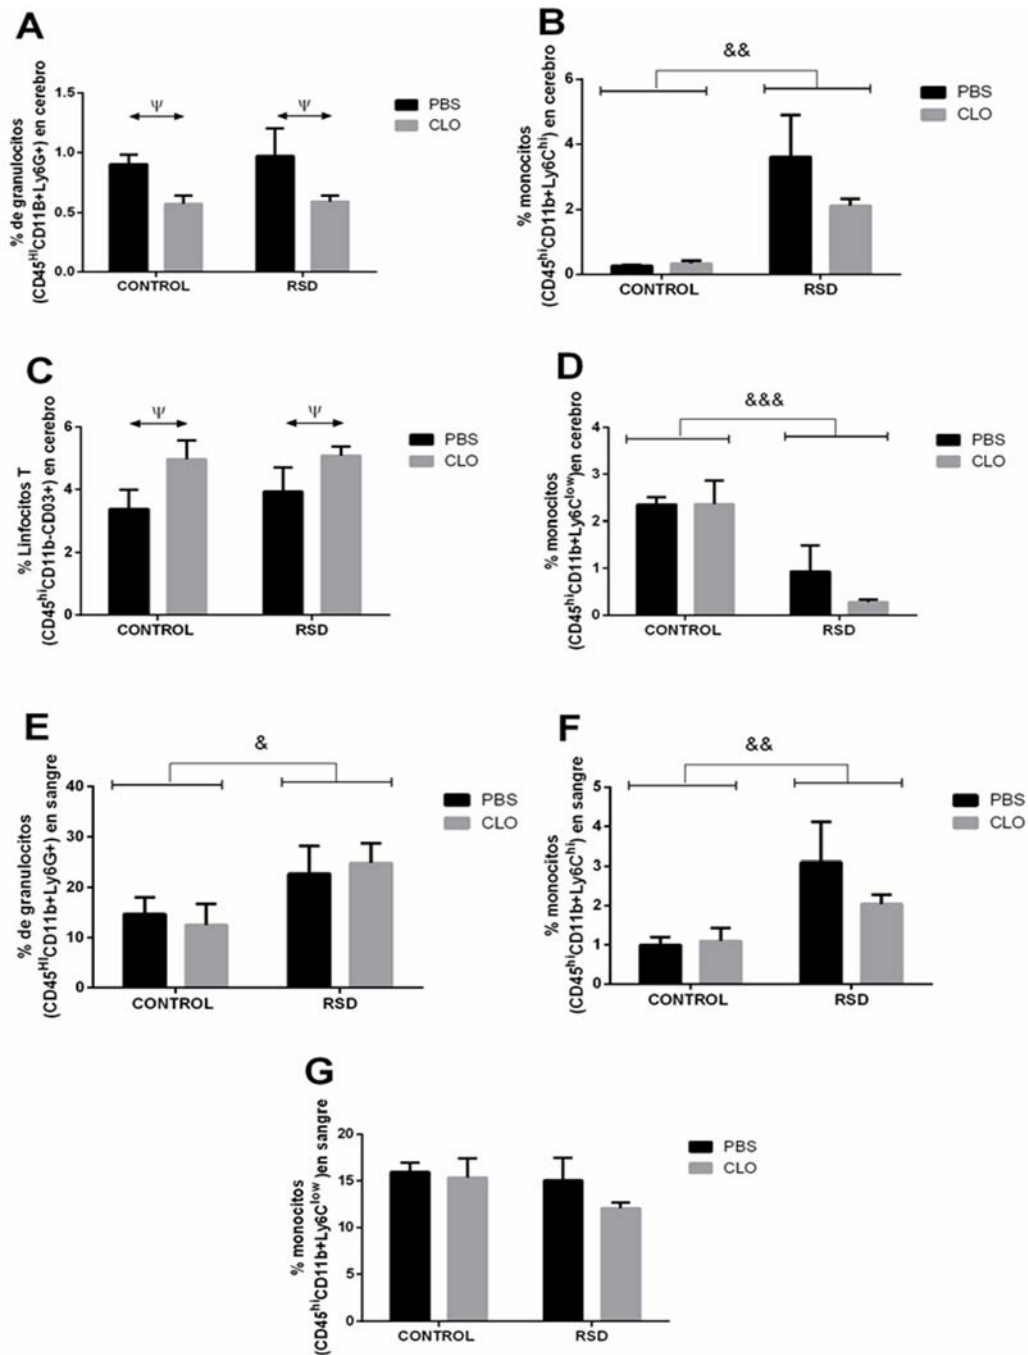 A
% de granulocitos
(CD45HICD11B+Ly6G+) en cerebro
1.5
1.0
0.5
0.0
Ψ
Ψ
PBS
CLO
CONTROL
RSD
B
&&
% monocitos
(CD45hiCD11b+Ly6Chi) en cerebro
6
4
2
0
PBS
CLO
CONTROL
RSD
C
% Linfocitos T
(CD45hiCD11b-CD03+) en cerebro
6
4
2
0
Ψ
Ψ
PBS
CLO
CONTROL
RSD
D
&&&
% monocitos
(CD45hiCD11b+Ly6Clow)en cerebro
4
3
2
1
0
PBS
CLO
CONTROL
RSD
E
&
% de granulocitos
(CD45HICD11b+Ly6G+) en sangre
40
30
20
10
0
PBS
CLO
CONTROL
RSD
F
&&
% monocitos
(CD45hiCD11b+Ly6Chi) en sangre
5
4
3
2
1
0
PBS
CLO
CONTROL
RSD
G
% monocitos
(CD45hiCD11b+Ly6Clow )en sangre
20
15
10
5
0
PBS
CLO
CONTROL
RSD